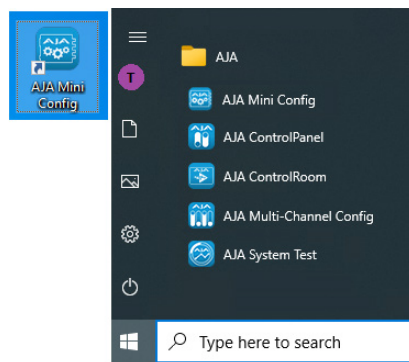 AJA Mini
Config
AJA
T
AJA Mini Config
AJA ControlPanel
AJA ControlRoom
AJA Multi-Channel Config
AJA System Test
Type here to search